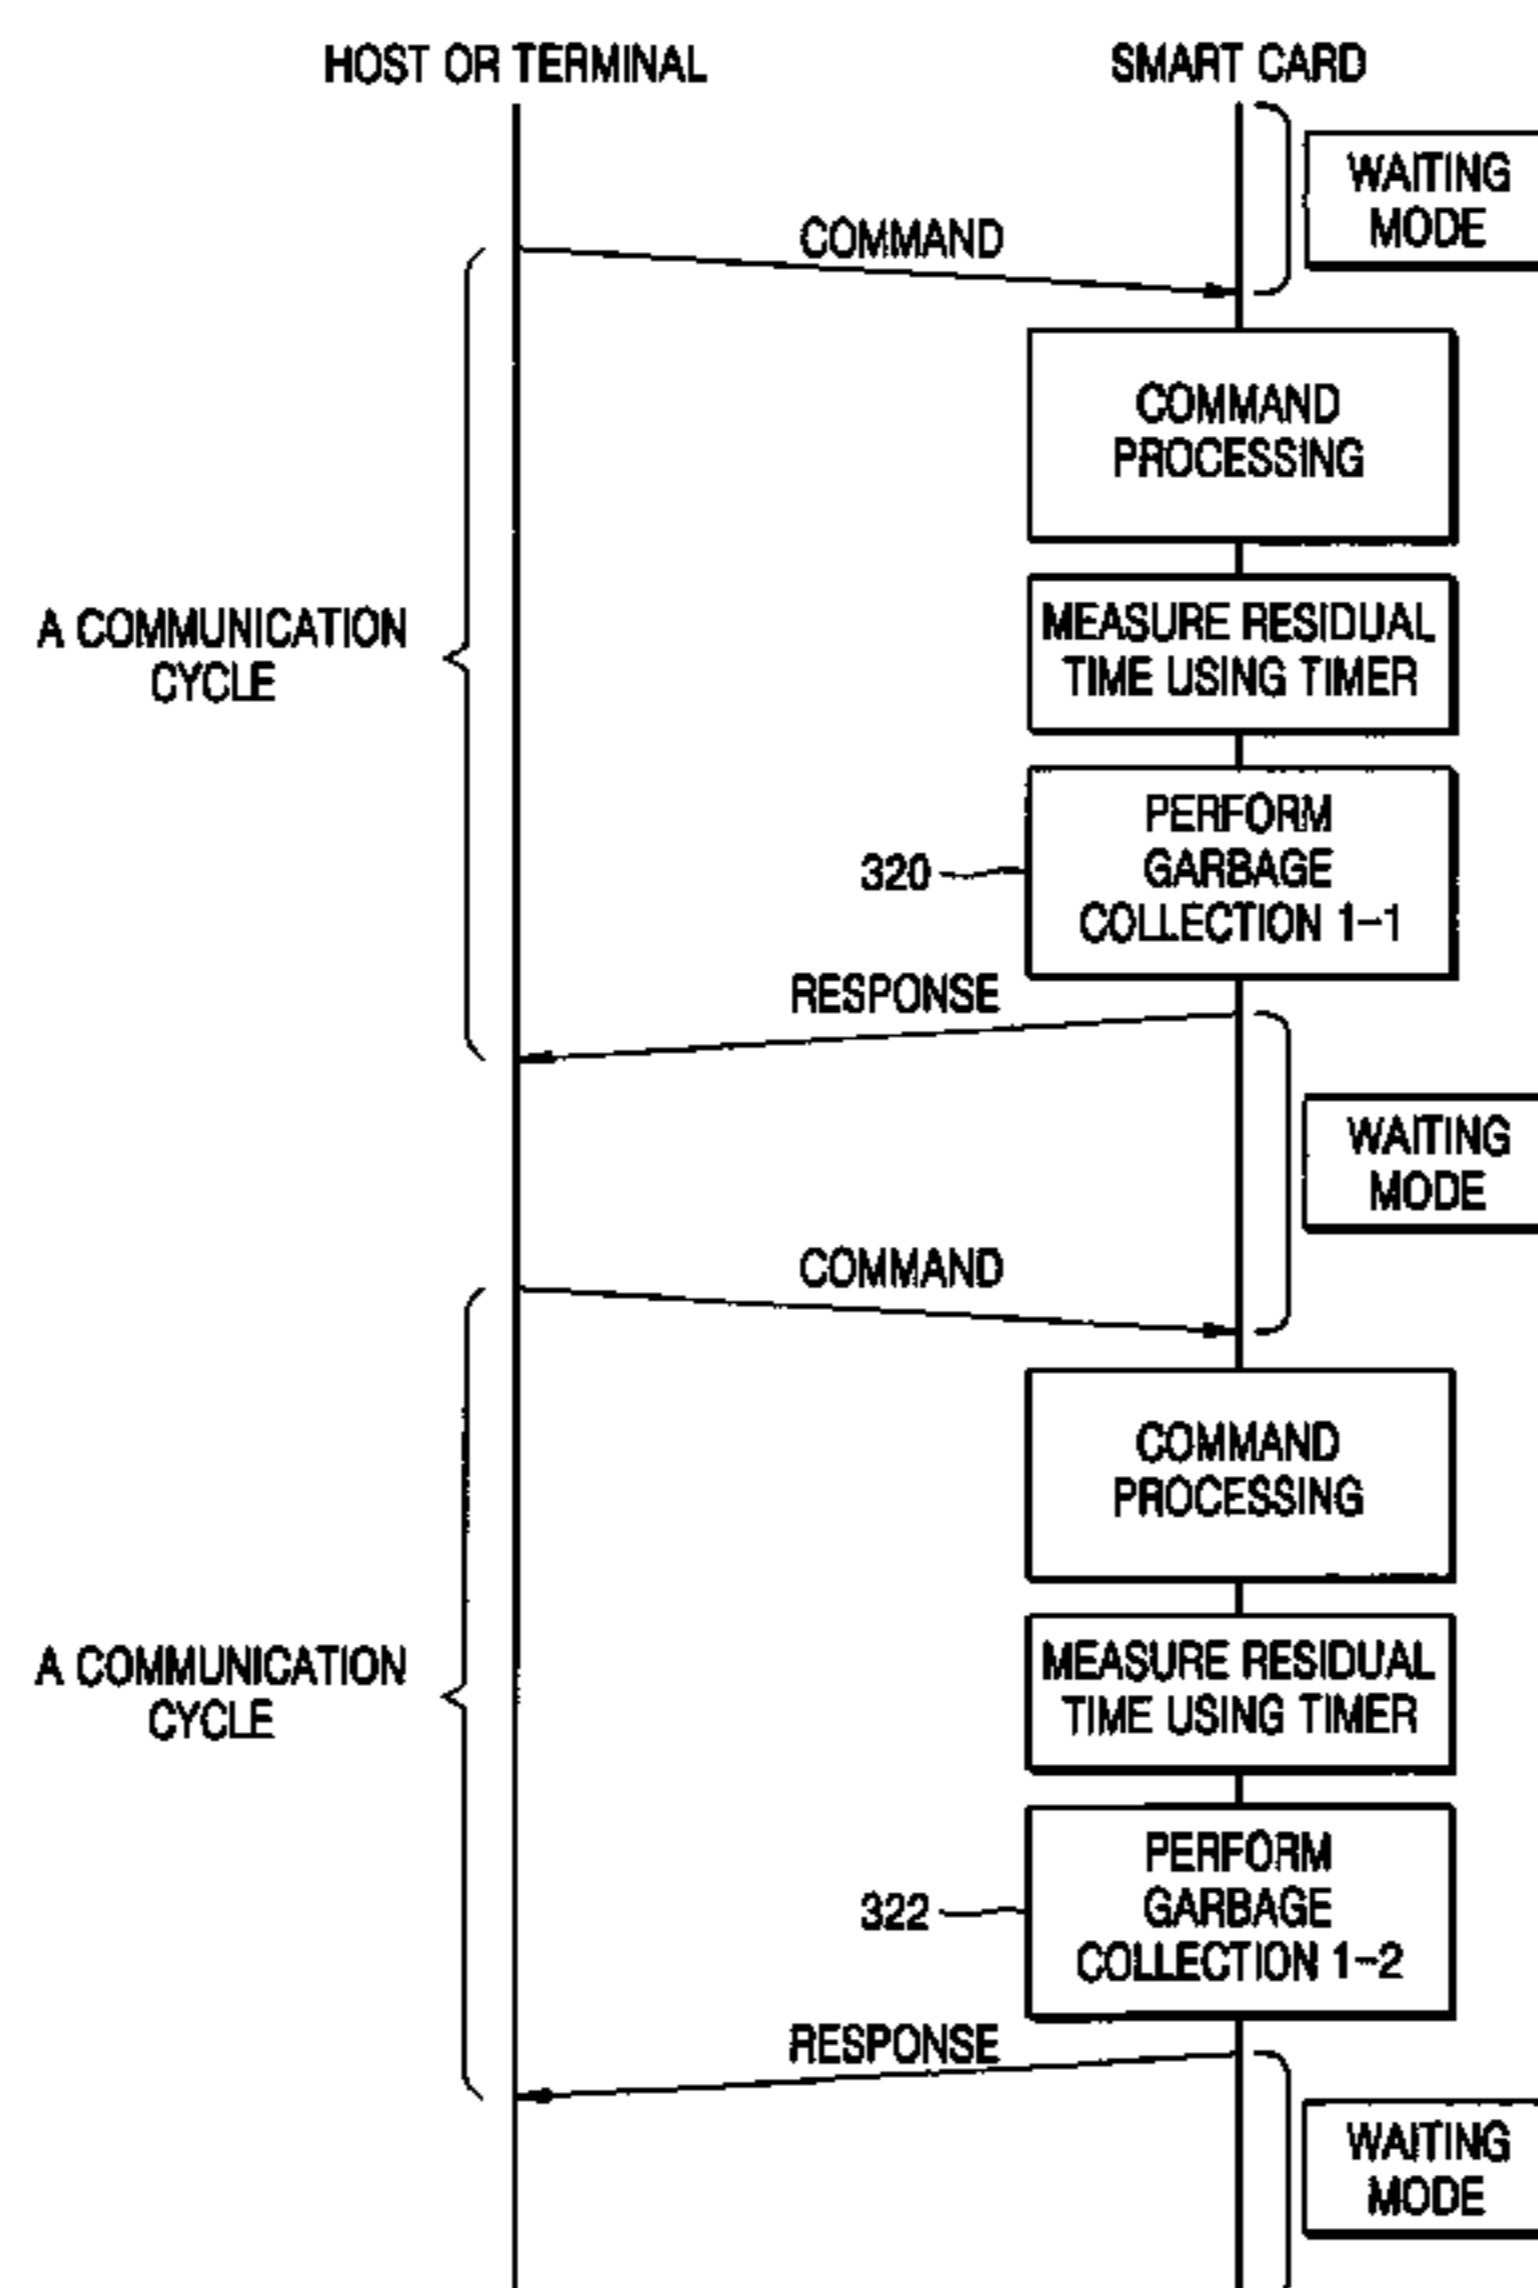 HOST OR TERMINAL
SMART CARD
WAITING
MODE
COMMAND
COMMAND
PROCESSING
A COMMUNICATION
CYCLE
MEASURE RESIDUAL
TIME USING TIMER
PERFORM
GARBAGE
COLLECTION 1-1
320
RESPONSE
WAITING
MODE
COMMAND
COMMAND
PROCESSING
A COMMUNICATION
CYCLE
MEASURE RESIDUAL
TIME USING TIMER
PERFORM
GARBAGE
COLLECTION 1-2
322
RESPONSE
WAITING
MODE